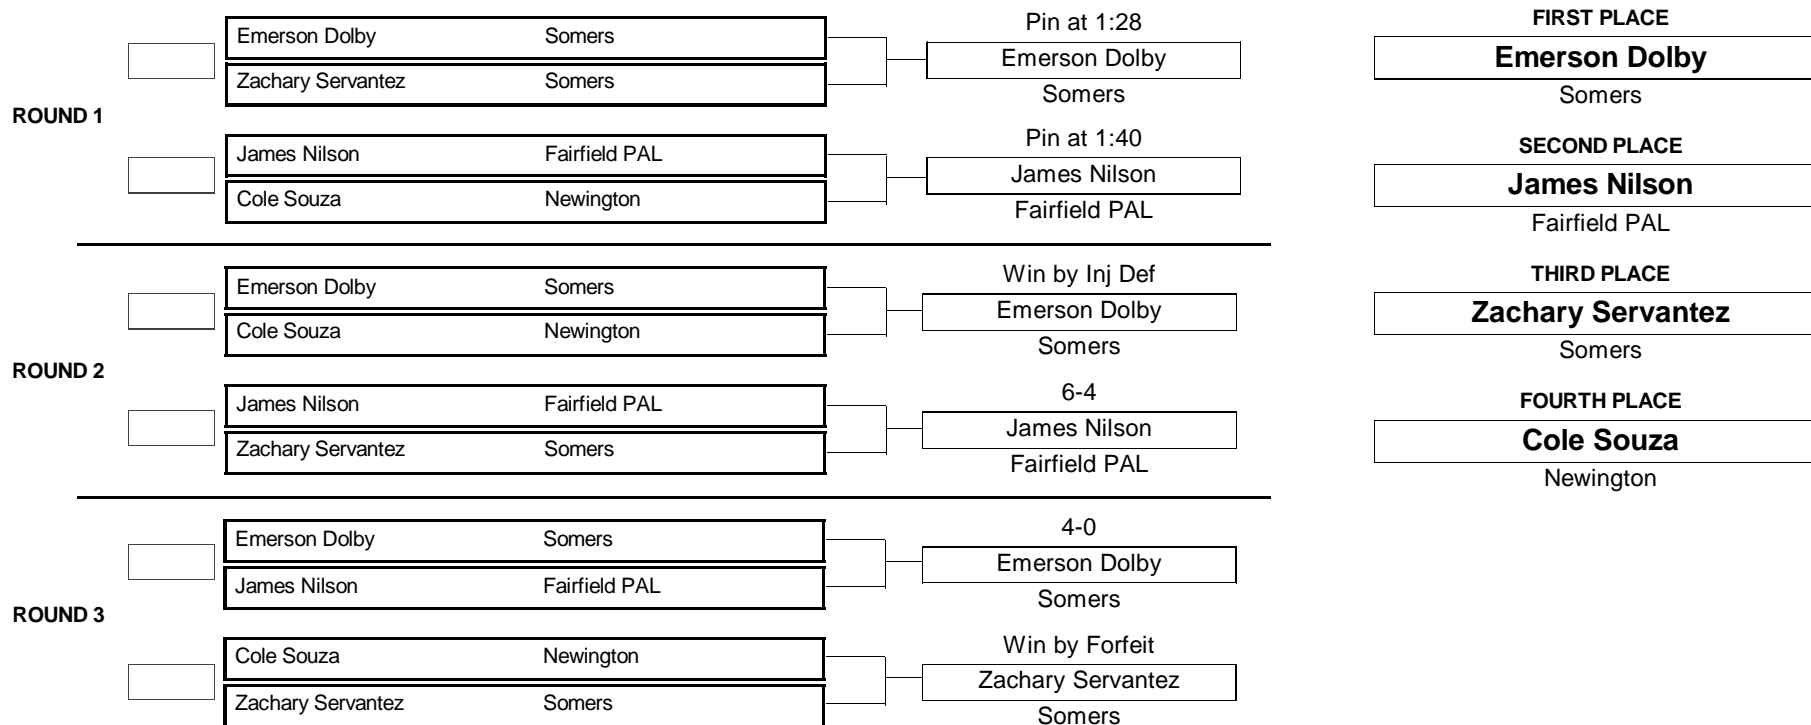 Pin at 1:28
Emerson Dolby Somers
Emerson Dolby
Zachary Servantez Somers
Somers
ROUND 1
Pin at 1:40
James Nilson Fairfield PAL
James Nilson
Cole Souza Newington
Fairfield PAL
Win by Inj Def
Emerson Dolby Somers
Emerson Dolby
Cole Souza Newington
Somers
ROUND 2
6-4
James Nilson Fairfield PAL
James Nilson
Zachary Servantez Somers
Fairfield PAL
4-0
Emerson Dolby Somers
Emerson Dolby
James Nilson Fairfield PAL
Somers
ROUND 3
Win by Forfeit
Cole Souza Newington
Zachary Servantez
Zachary Servantez Somers
Somers
FIRST PLACE
Emerson Dolby
Somers
SECOND PLACE
James Nilson
Fairfield PAL
THIRD PLACE
Zachary Servantez
Somers
FOURTH PLACE
Cole Souza
Newington